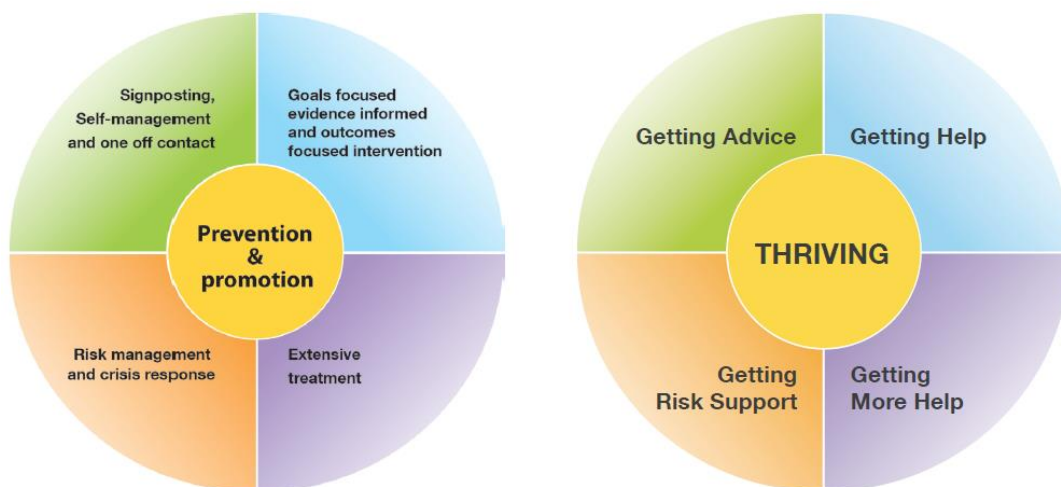 Signposting,
Self-management
and one off contact
Goals focused
evidence informed
and outcomes
focused intervention
Prevention
&
promotion
Risk management
and crisis response
Extensive
treatment
Getting Advice
Getting Help
THRIVING
Getting
Risk Support
Getting
More Help